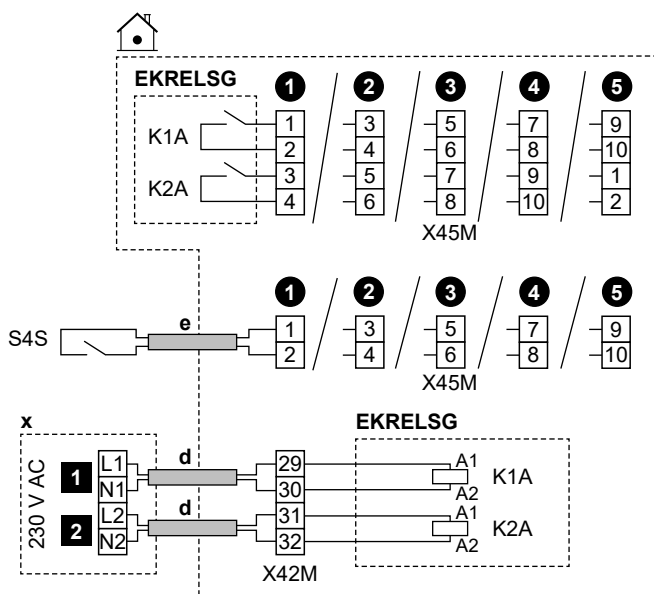 EKRELSG 1 2 3 4 5
K1A 1 3 5 7 9
2 4 6 8 10
K2A 3 5 7 9 1
4 6 8 10 2
X45M
1 2 3 4 5
S4S e 1 3 5 7 9
2 4 6 8 10
X45M
x EKRELSG
230 V AC
1 L1 d 29 A1 K1A
N1 30 A2
2 L2 d 31 A1 K2A
N2 32 A2
X42M